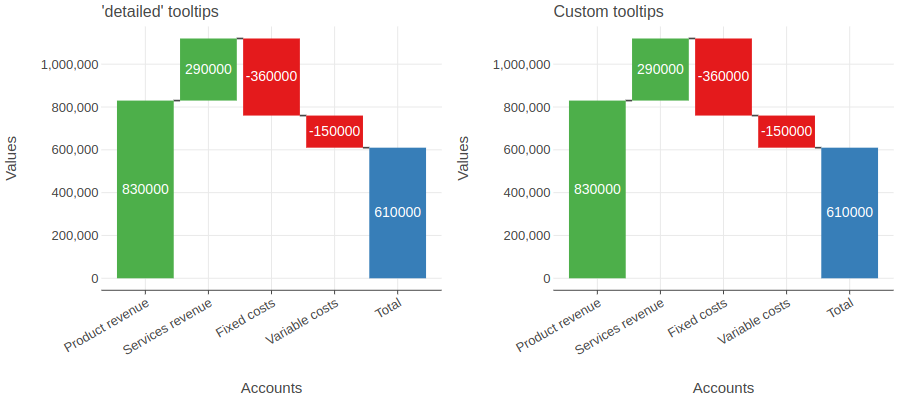 'detailed' tooltips
Values
1,000,000
800,000
600,000
400,000
200,000
0
830000
290000
-360000
-150000
610000
Product revenue
Services revenue
Fixed costs
Variable costs
Total
Accounts
Custom tooltips
Values
1,000,000
800,000
600,000
400,000
200,000
0
830000
290000
-360000
-150000
610000
Product revenue
Services revenue
Fixed costs
Variable costs
Total
Accounts